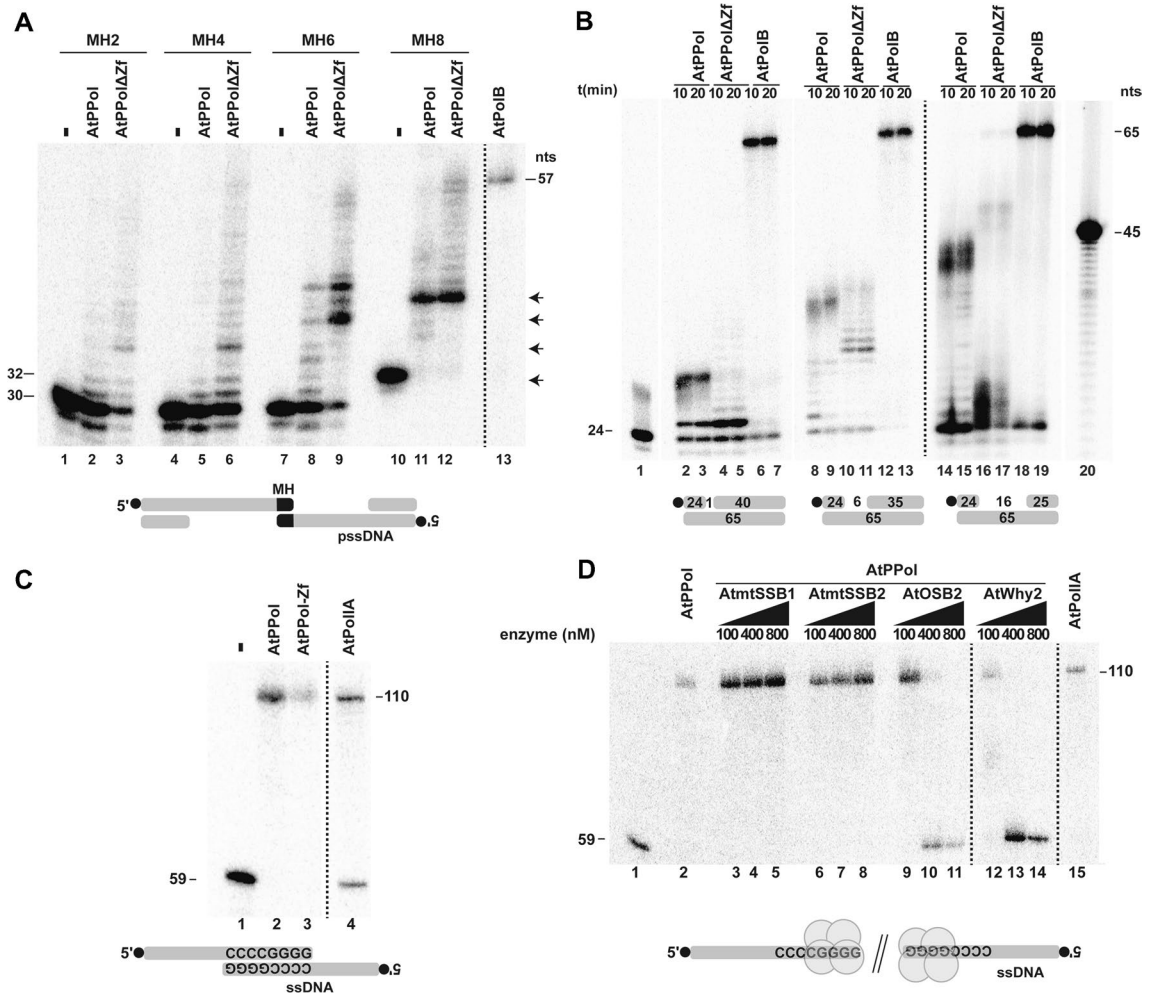 A
MH2 MH4 MH6 MH8
- AtPPol AtPPolΔZf - AtPPol AtPPolΔZf - AtPPol AtPPolΔZf - AtPPol AtPPolΔZf AtPolB
nts
57
32
30
1 2 3 4 5 6 7 8 9 10 11 12 13
MH
5'
pssDNA
5'
B
AtPPol AtPPolΔZf AtPolB AtPPol AtPPolΔZf AtPolB AtPPol AtPPolΔZf AtPolB
t(min) 10 20 10 20 10 20 10 20 10 20 10 20 10 20 10 20 10 20 nts
-65
-45
24-
1 2 3 4 5 6 7 8 9 10 11 12 13 14 15 16 17 18 19 20
24 1 40 24 6 35 24 16 25
65 65 65
C
- AtPPol AtPPol-Zf AtPolIA
-110
59-
1 2 3 4
5' CCCCGGGG
GGGGCCCC 5'
ssDNA
D
AtPPol
AtPPol AtmtSSB1 AtmtSSB2 AtOSB2 AtWhy2 AtPolIA
enzyme (nM) 100 400 800 100 400 800 100 400 800 100 400 800
-110
59-
1 2 3 4 5 6 7 8 9 10 11 12 13 14 15
5' CCCCGGGG // GGGGCCCC 5'
ssDNA